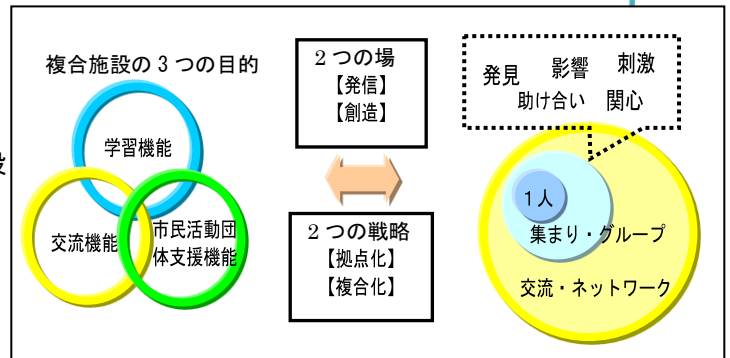 複合施設の3つの目的
学習機能
交流機能
市民活動団
体支援機能
2つの場
【発信】
【創造】
2つの戦略
【拠点化】
【複合化】
発見
影響
刺激
助け合い
関心
1人
集まり・グループ
交流・ネットワーク